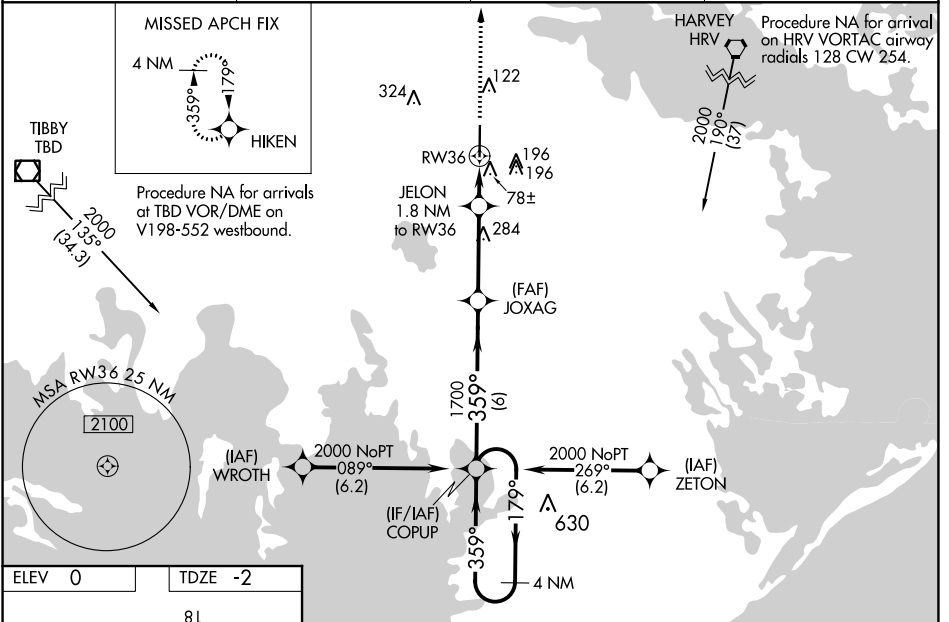 MISSED APCH FIX
4 NM
359°
179°
HIKEN
Procedure NA for arrivals
at TBD VOR/DME on
V198-552 westbound.
TIBBY
TBD
2000
135°
(34.3)
324
122
RW36
196
196
78±
JELON
1.8 NM
to RW36
284
(FAF)
JOXAG
HARVEY
HRV
Procedure NA for arrival
on HRV VORTAC airway
radials 128 CW 254.
2000
190°
(37)
1700
359°
(6)
MSA RW36 25 NM
2100
(IAF)
WROTH
2000 NoPT
089°
(6.2)
(IF/IAF)
COPUP
2000 NoPT
269°
(6.2)
(IAF)
ZETON
359°
179°
630
4 NM
ELEV 0
TDZE -2
8L